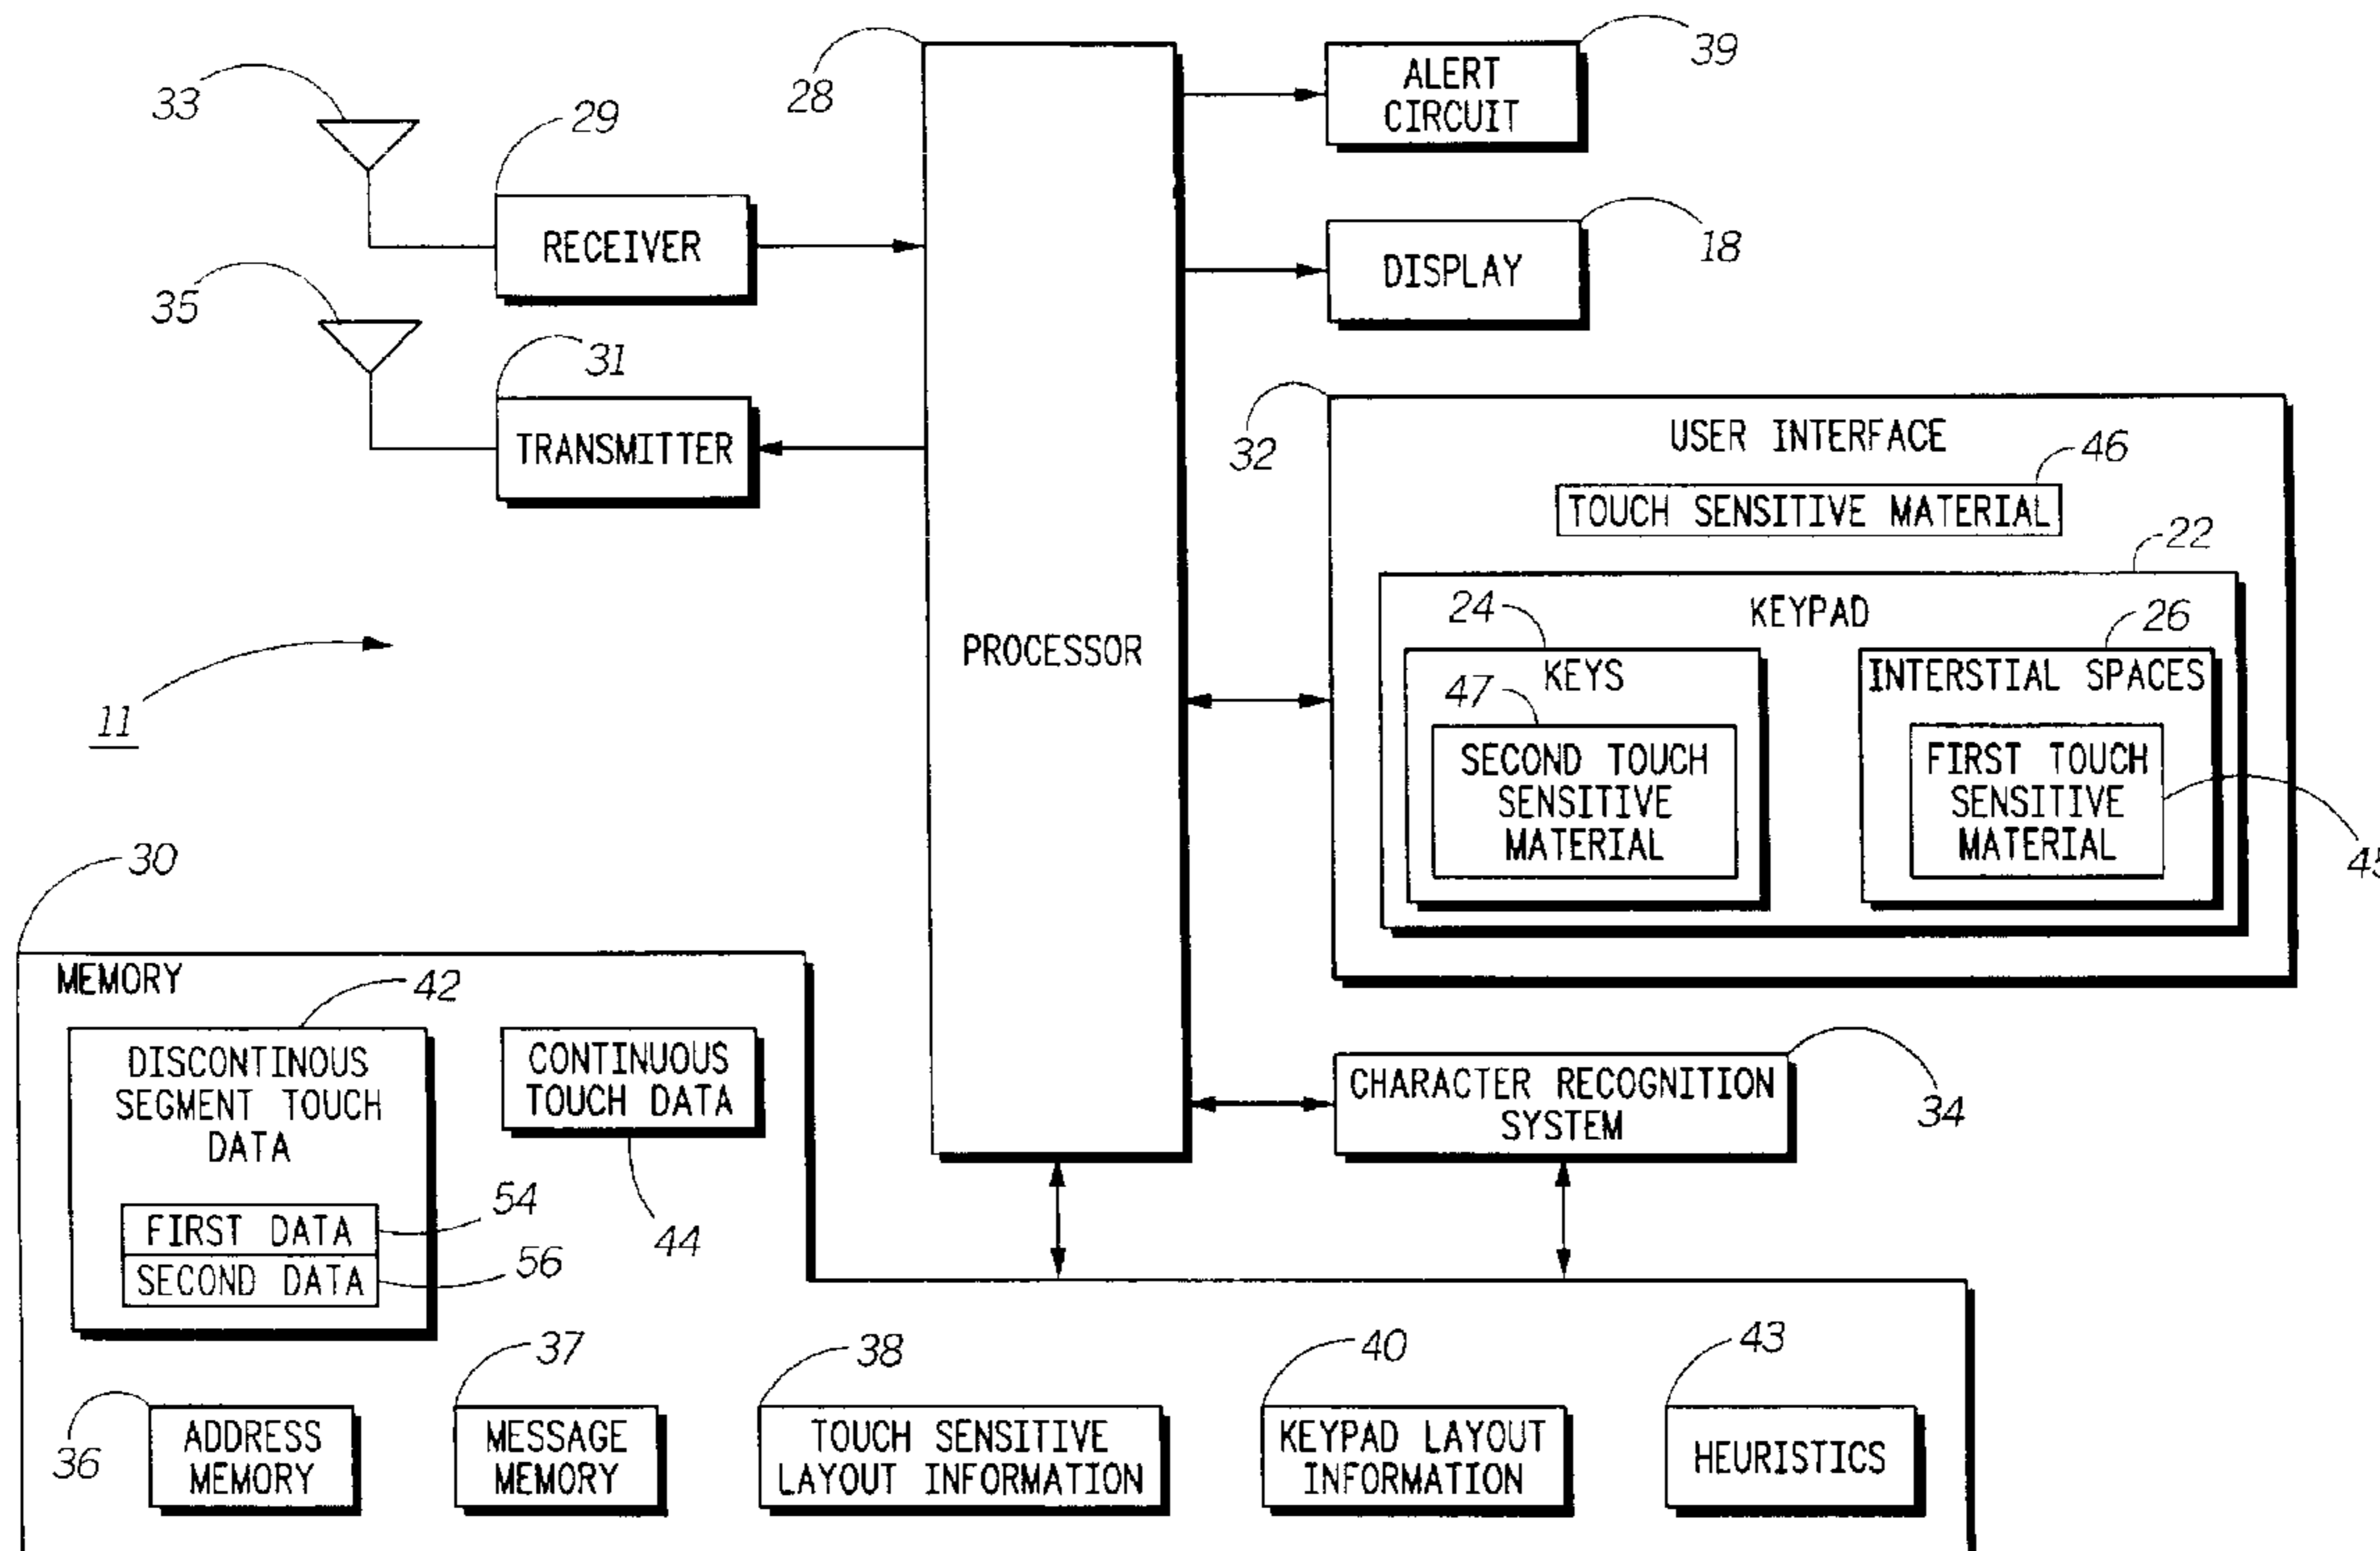 28
39
ALERT
CIRCUIT
33
29
RECEIVER
18
DISPLAY
35
31
TRANSMITTER
32
USER INTERFACE
46
TOUCH SENSITIVE MATERIAL
22
KEYPAD
24
KEYS
47
SECOND TOUCH
SENSITIVE
MATERIAL
26
INTERSTIAL SPACES
FIRST TOUCH
SENSITIVE
MATERIAL
45
PROCESSOR
11
30
MEMORY
42
DISCONTINOUS
SEGMENT TOUCH
DATA
FIRST DATA
54
SECOND DATA
56
CONTINUOUS
TOUCH DATA
44
CHARACTER RECOGNITION
SYSTEM
34
36
ADDRESS
MEMORY
37
MESSAGE
MEMORY
38
TOUCH SENSITIVE
LAYOUT INFORMATION
40
KEYPAD LAYOUT
INFORMATION
43
HEURISTICS